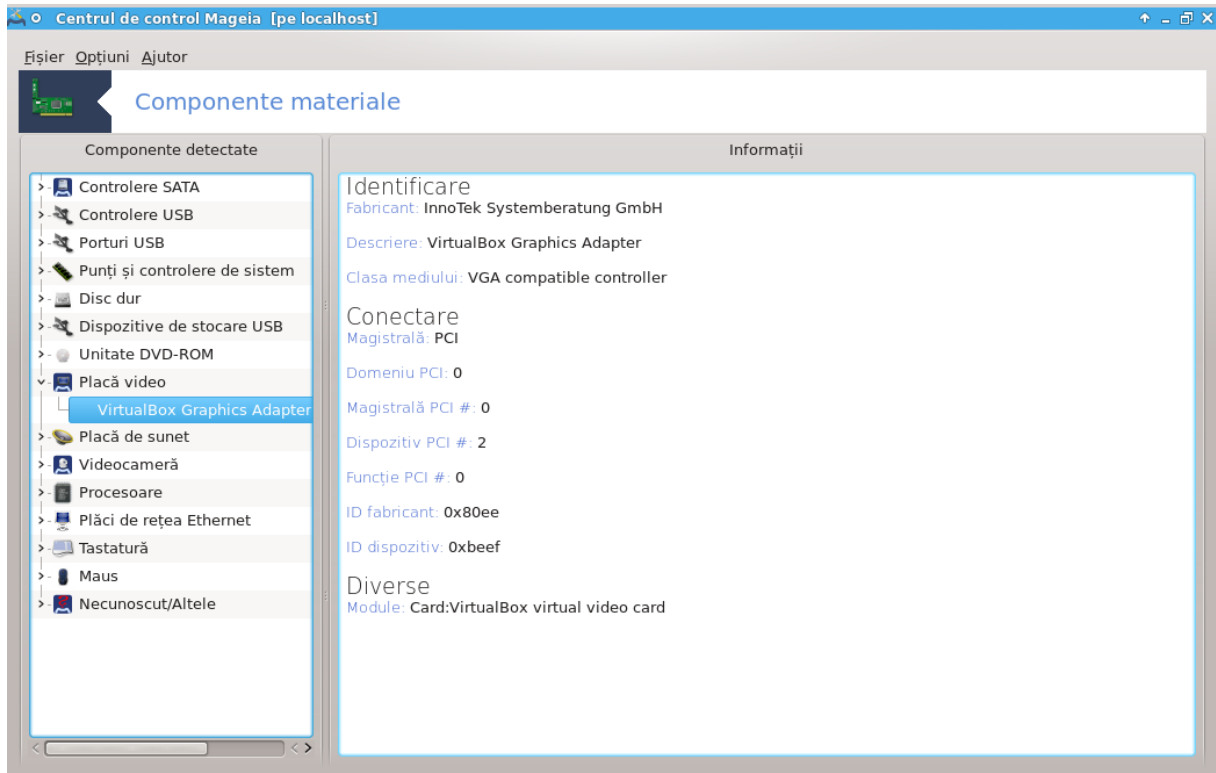 Centrul de control Mageia [pe localhost]
Fișier Opțiuni Ajutor
Componente materiale
Componente detectate
Controlere SATA
Controlere USB
Porturi USB
Punți și controlere de sistem
Disc dur
Dispozitive de stocare USB
Unitate DVD-ROM
Placă video
VirtualBox Graphics Adapter
Placă de sunet
Videocameră
Procesoare
Plăci de rețea Ethernet
Tastatură
Maus
Necunoscut/Altele
Informații
Identificare
Fabricant: InnoTek Systemberatung GmbH
Descriere: VirtualBox Graphics Adapter
Clasa mediului: VGA compatible controller
Conectare
Magistrală: PCI
Domeniu PCI: 0
Magistrală PCI #: 0
Dispozitiv PCI #: 2
Funcție PCI #: 0
ID fabricant: 0x80ee
ID dispozitiv: 0xbeef
Diverse
Module: Card:VirtualBox virtual video card